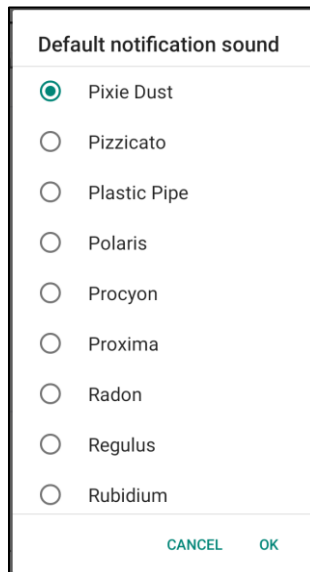 Default notification sound
Pixie Dust
Pizzicato
Plastic Pipe
Polaris
Procyon
Proxima
Radon
Regulus
Rubidium
CANCEL OK